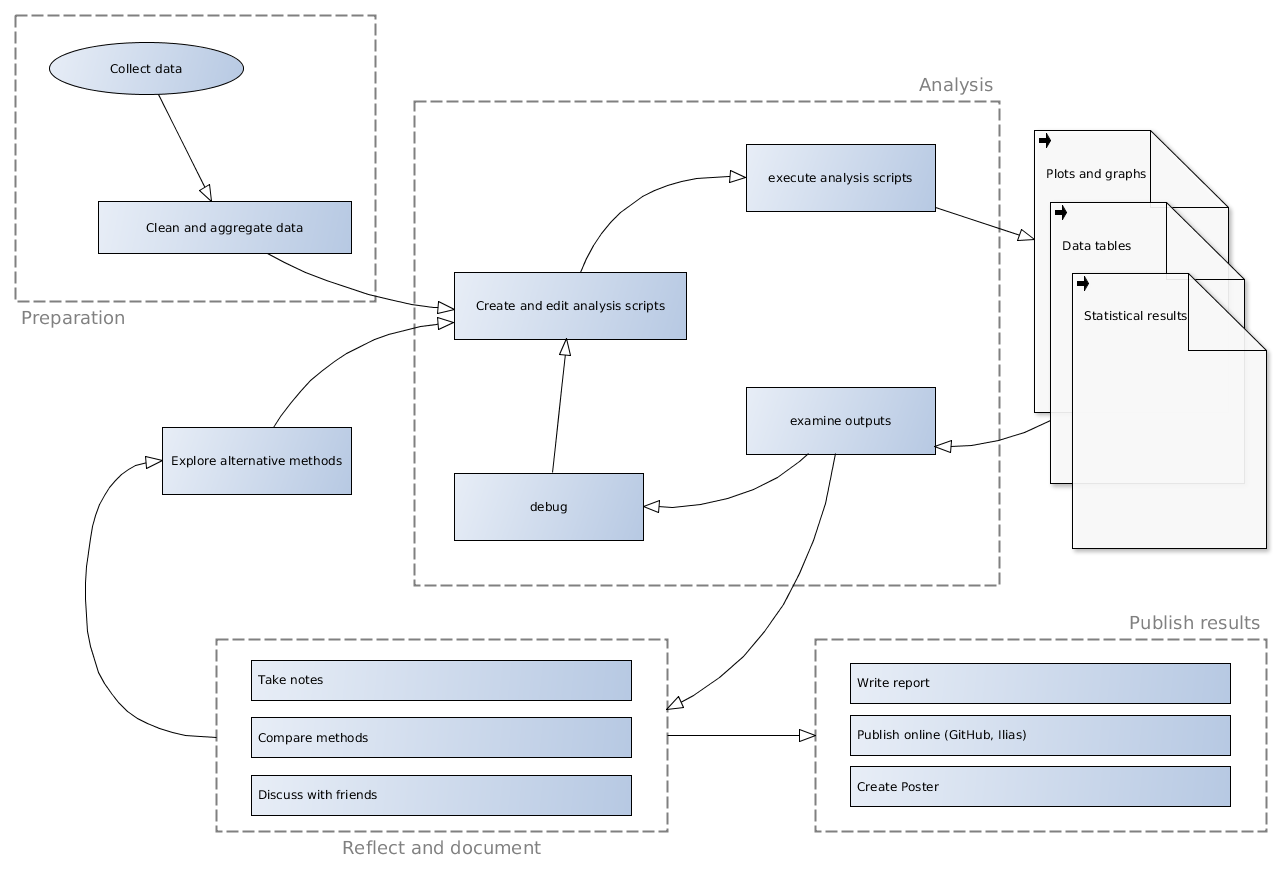 Collect data
Clean and aggregate data
Preparation
Analysis
execute analysis scripts
Create and edit analysis scripts
examine outputs
debug
Plots and graphs
Data tables
Statistical results
Explore alternative methods
Take notes
Compare methods
Discuss with friends
Reflect and document
Publish results
Write report
Publish online (GitHub, Ilias)
Create Poster